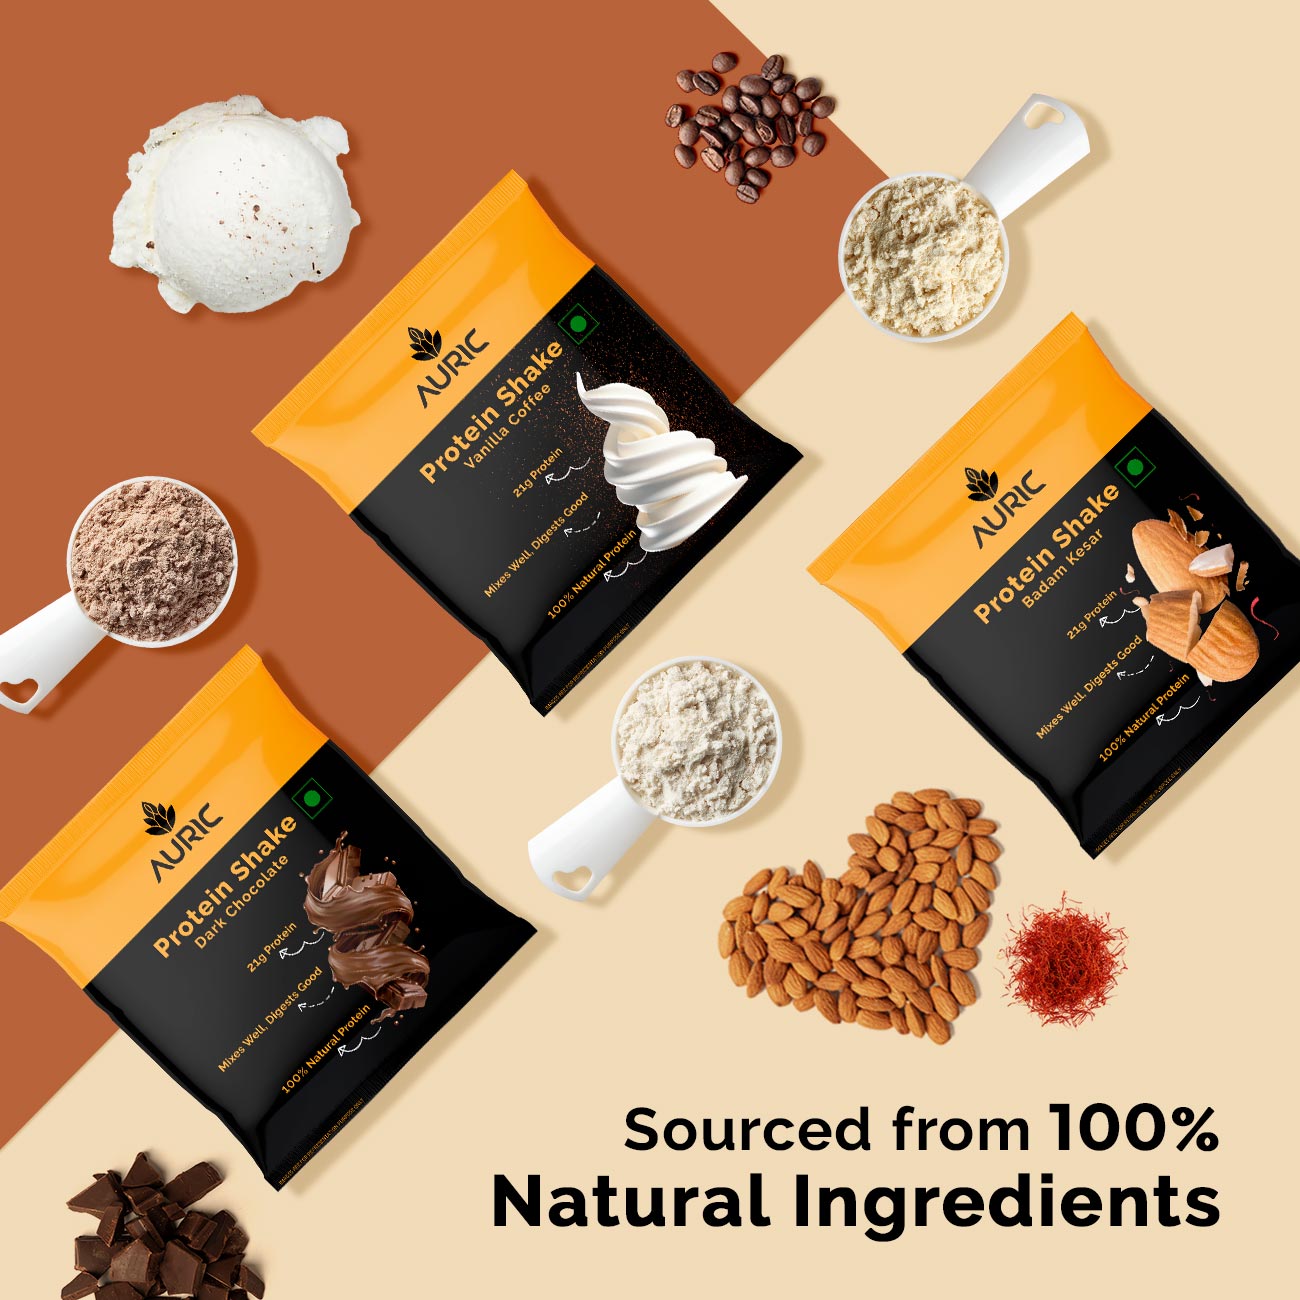 AURIC
Protein Shake
Vanilla Coffee
21g Protein
Mixes Well, Digests Good
100% Natural Protein
AURIC
Protein Shake
Badam Kesar
21g Protein
Mixes Well, Digests Good
100% Natural Protein
AURIC
Protein Shake
Dark Chocolate
21g Protein
Mixes Well, Digests Good
100% Natural Protein
Sourced from 100%
Natural Ingredients